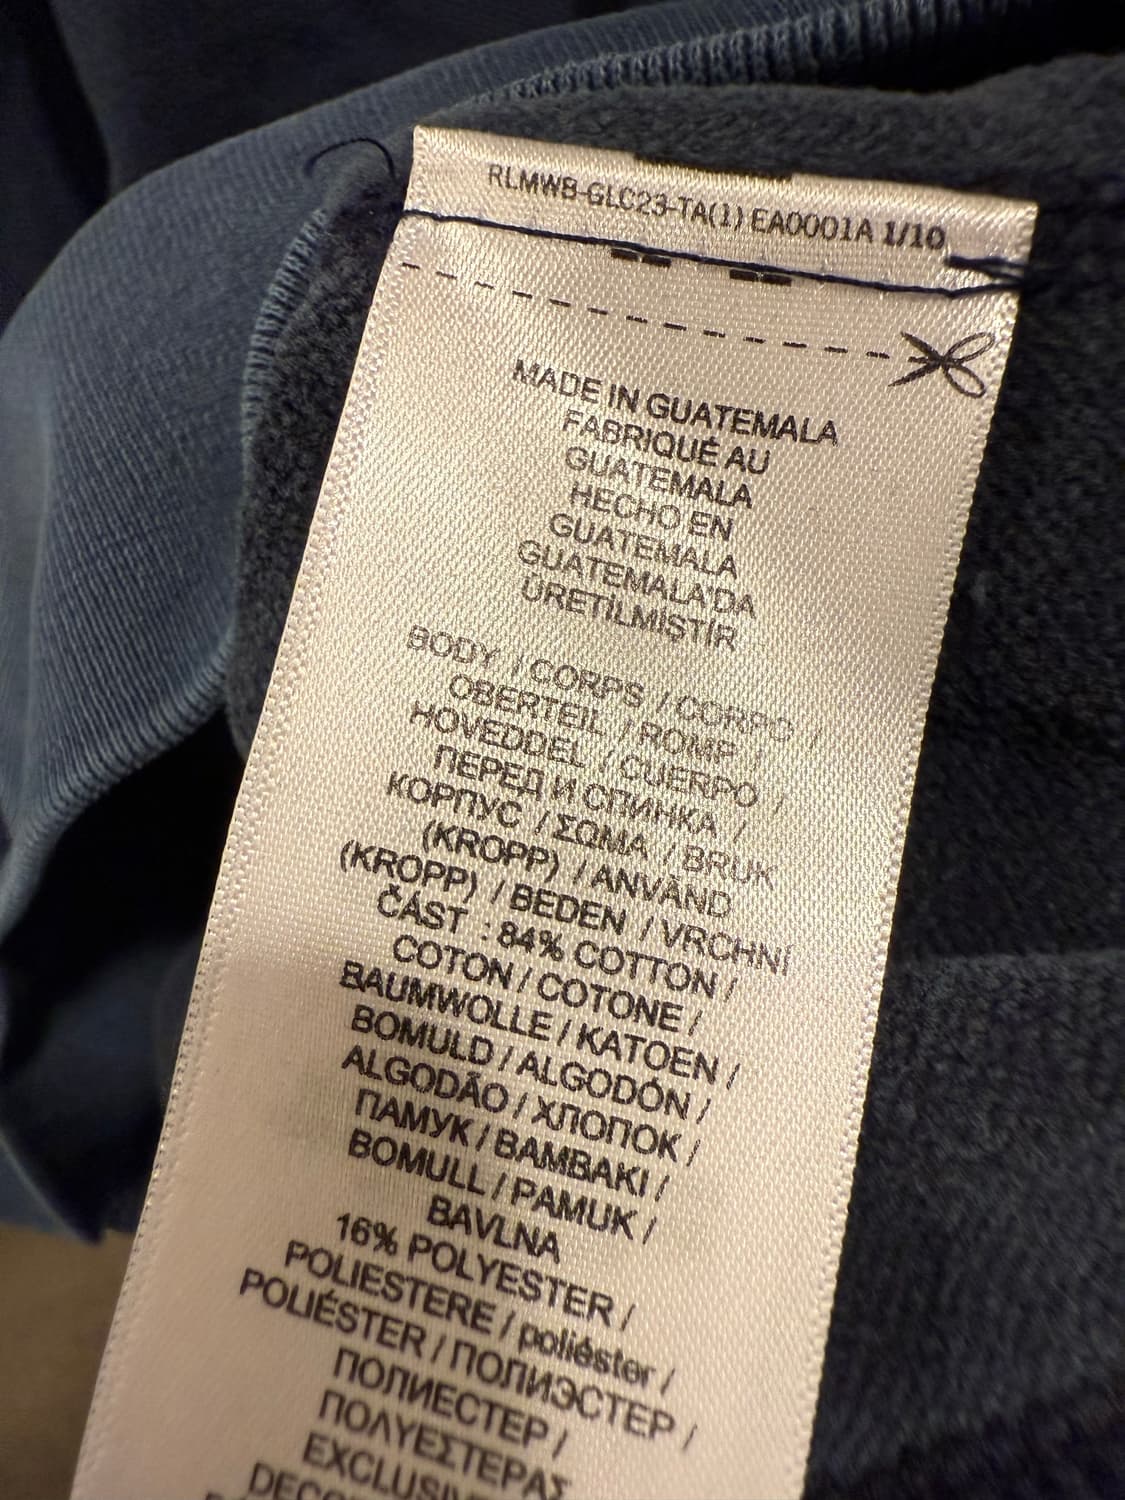 RLMWB-GLC23-TA(1) EA0001A 1/10
MADE IN GUATEMALA
FABRIQUÉ AU
GUATEMALA
HECHO EN
GUATEMALA
GUATEMALA'DA
ÜRETİLMİŞTİR
BODY / CORPS / CORPO /
OBERTEIL / ROMP /
HOVEDDEL / CUERPO /
ПЕРЕД И СПИНКА /
КОРПУС / ΣΩΜΑ / BRUK
(KROPP) / ANVÄND
(KROPP) / BEDEN / VRCHNÍ
ČÁST : 84% COTTON /
COTON / COTONE /
BAUMWOLLE / KATOEN /
BOMULD / ALGODÓN /
ALGODÃO / ХЛОПОК /
ПАМУК / ΒΑΜΒΑΚΙ /
BOMULL / PAMUK /
BAVLNA
16% POLYESTER /
POLIESTERE / poliéster /
POLIÉSTER / ПОЛИЭСТЕР /
ПОЛИЕСТЕР /
ΠΟΛΥΕΣΤΕΡΑΣ